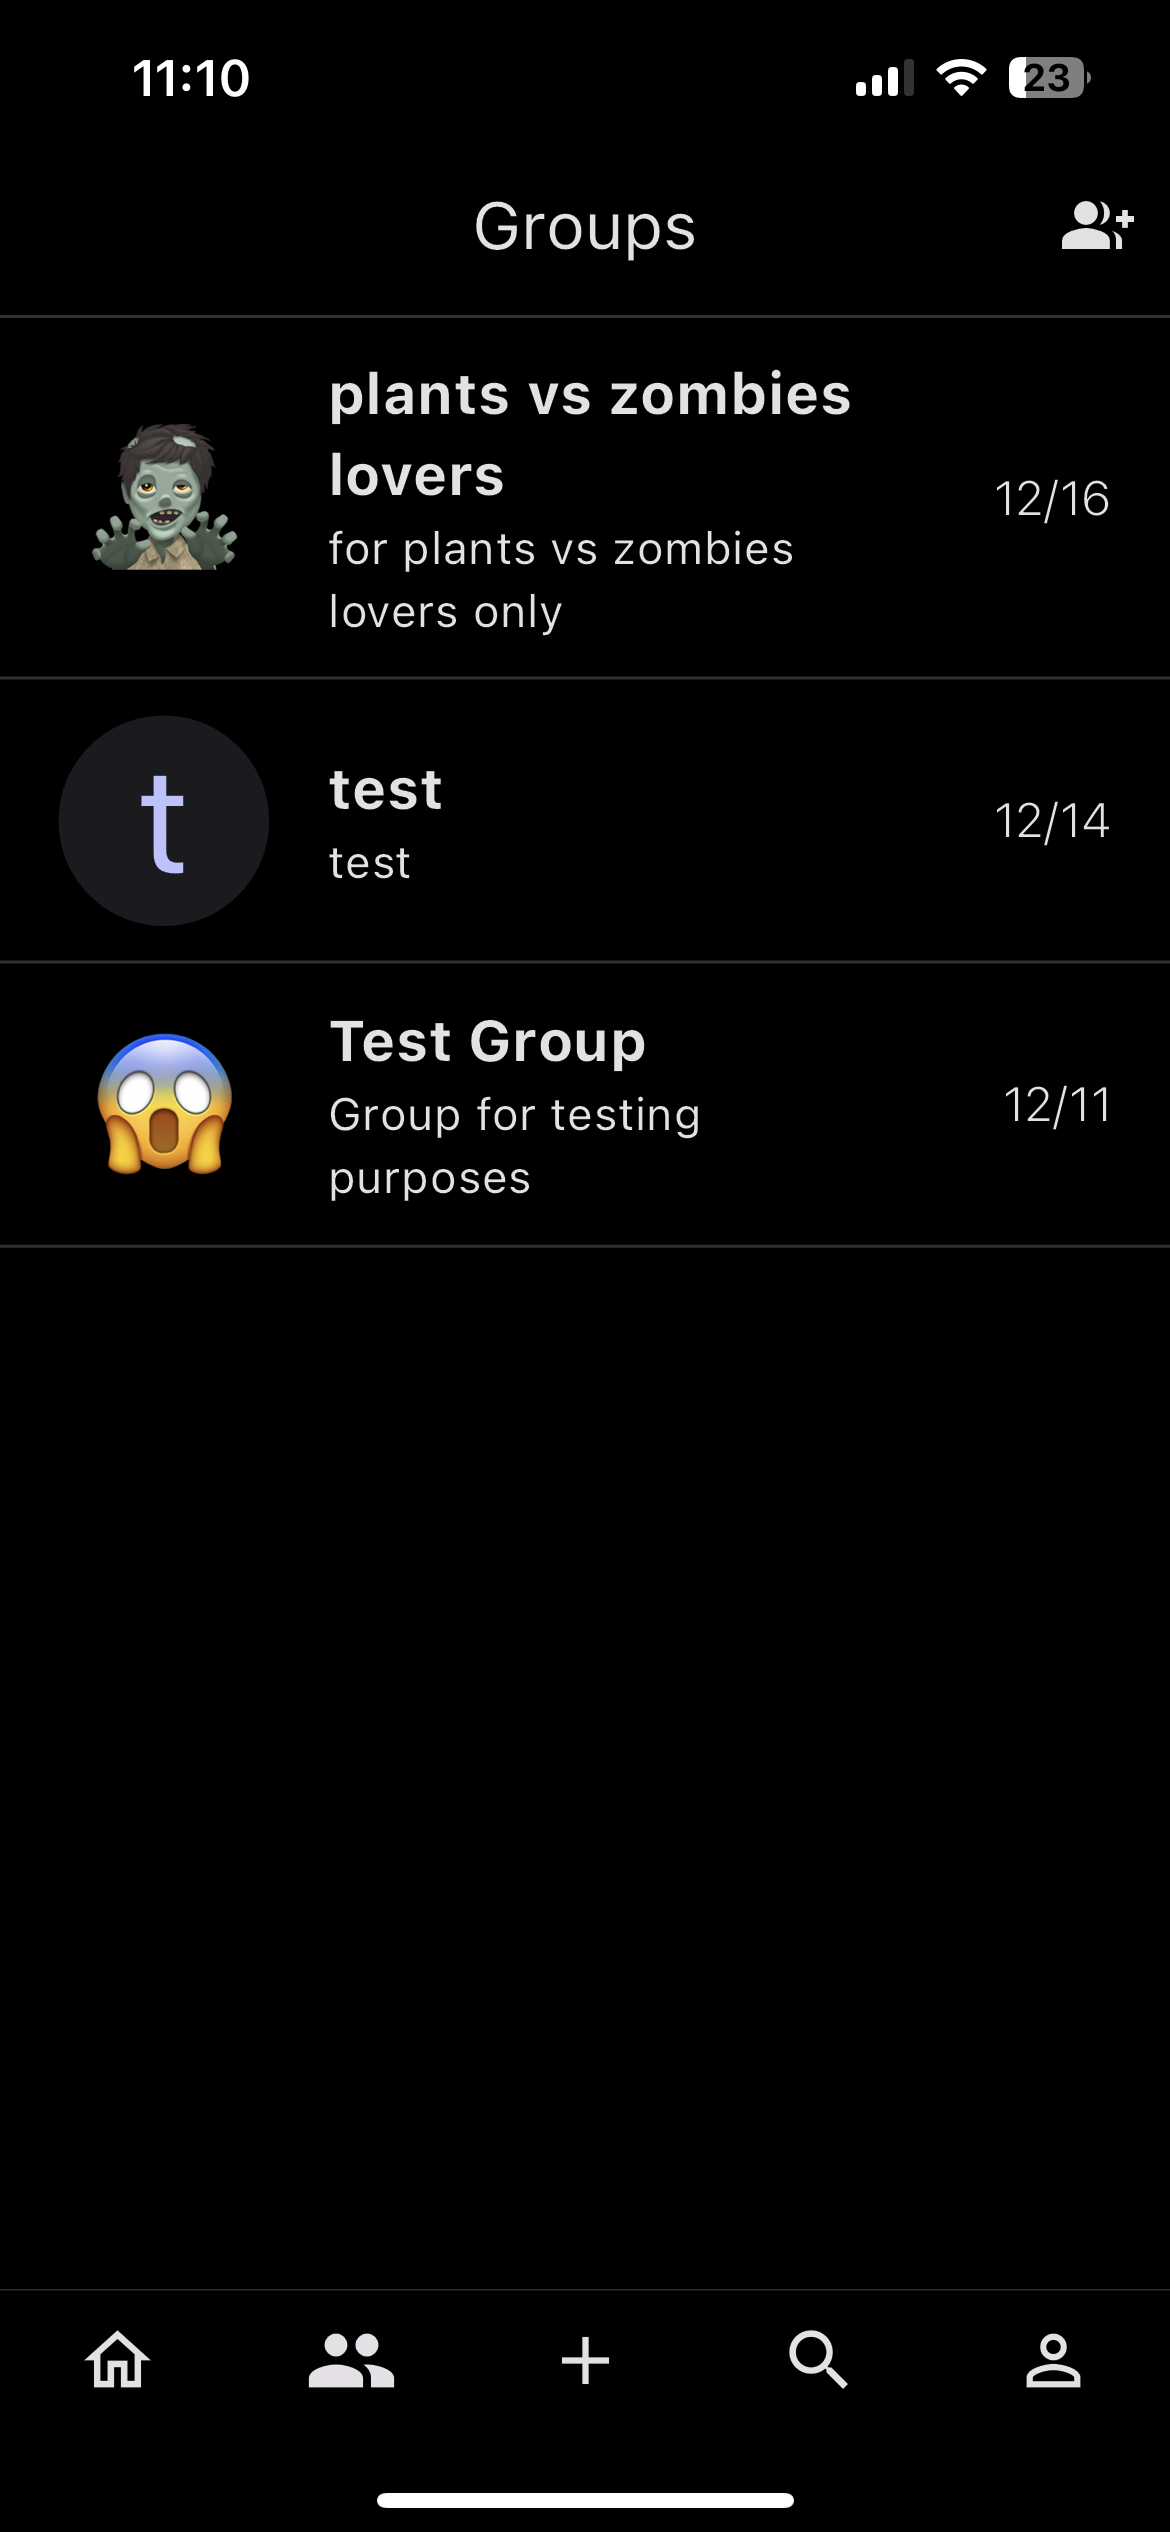 11:10
23
Groups
plants vs zombies
lovers
for plants vs zombies
lovers only
12/16
t
test
test
12/14
Test Group
Group for testing
purposes
12/11